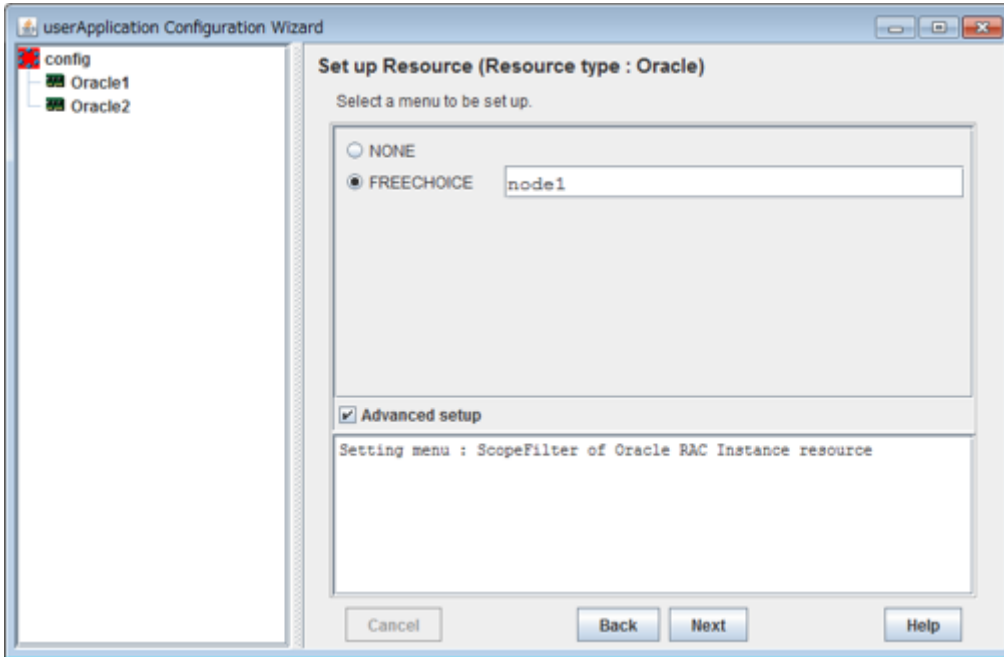 userApplication Configuration Wizard
config
Oracle1
Oracle2
Set up Resource (Resource type : Oracle)
Select a menu to be set up.
NONE
FREECHOICE node1
Advanced setup
Setting menu : ScopeFilter of Oracle RAC Instance resource
Cancel Back Next Help